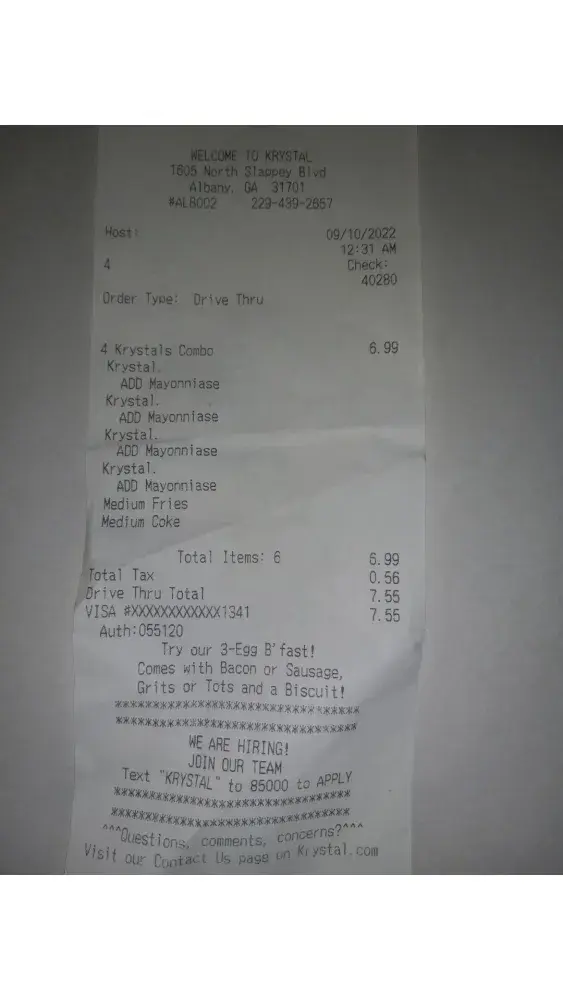 WELCOME TO KRYSTAL
1605 North Slappey Blvd
Albany, GA 31701
#ALB002 229-439-2657
Host: 09/10/2022
12:31 AM
4 Check:
40280
Order Type: Drive Thru
4 Krystals Combo 6.99
Krystal.
ADD Mayonniase
Krystal.
ADD Mayonniase
Krystal.
ADD Mayonniase
Krystal.
ADD Mayonniase
Medium Fries
Medium Coke
Total Items: 6 6.99
Total Tax 0.56
Drive Thru Total 7.55
VISA #XXXXXXXXXXXX1341 7.55
Auth:055120
Try our 3-Egg B'fast!
Comes with Bacon or Sausage,
Grits or Tots and a Biscuit!
*********************************
*********************************
WE ARE HIRING!
JOIN OUR TEAM
Text "KRYSTAL" to 85000 to APPLY
*********************************
*********************************
^^^Questions, comments, concerns?^^^
Visit our Contact Us page on Krystal.com